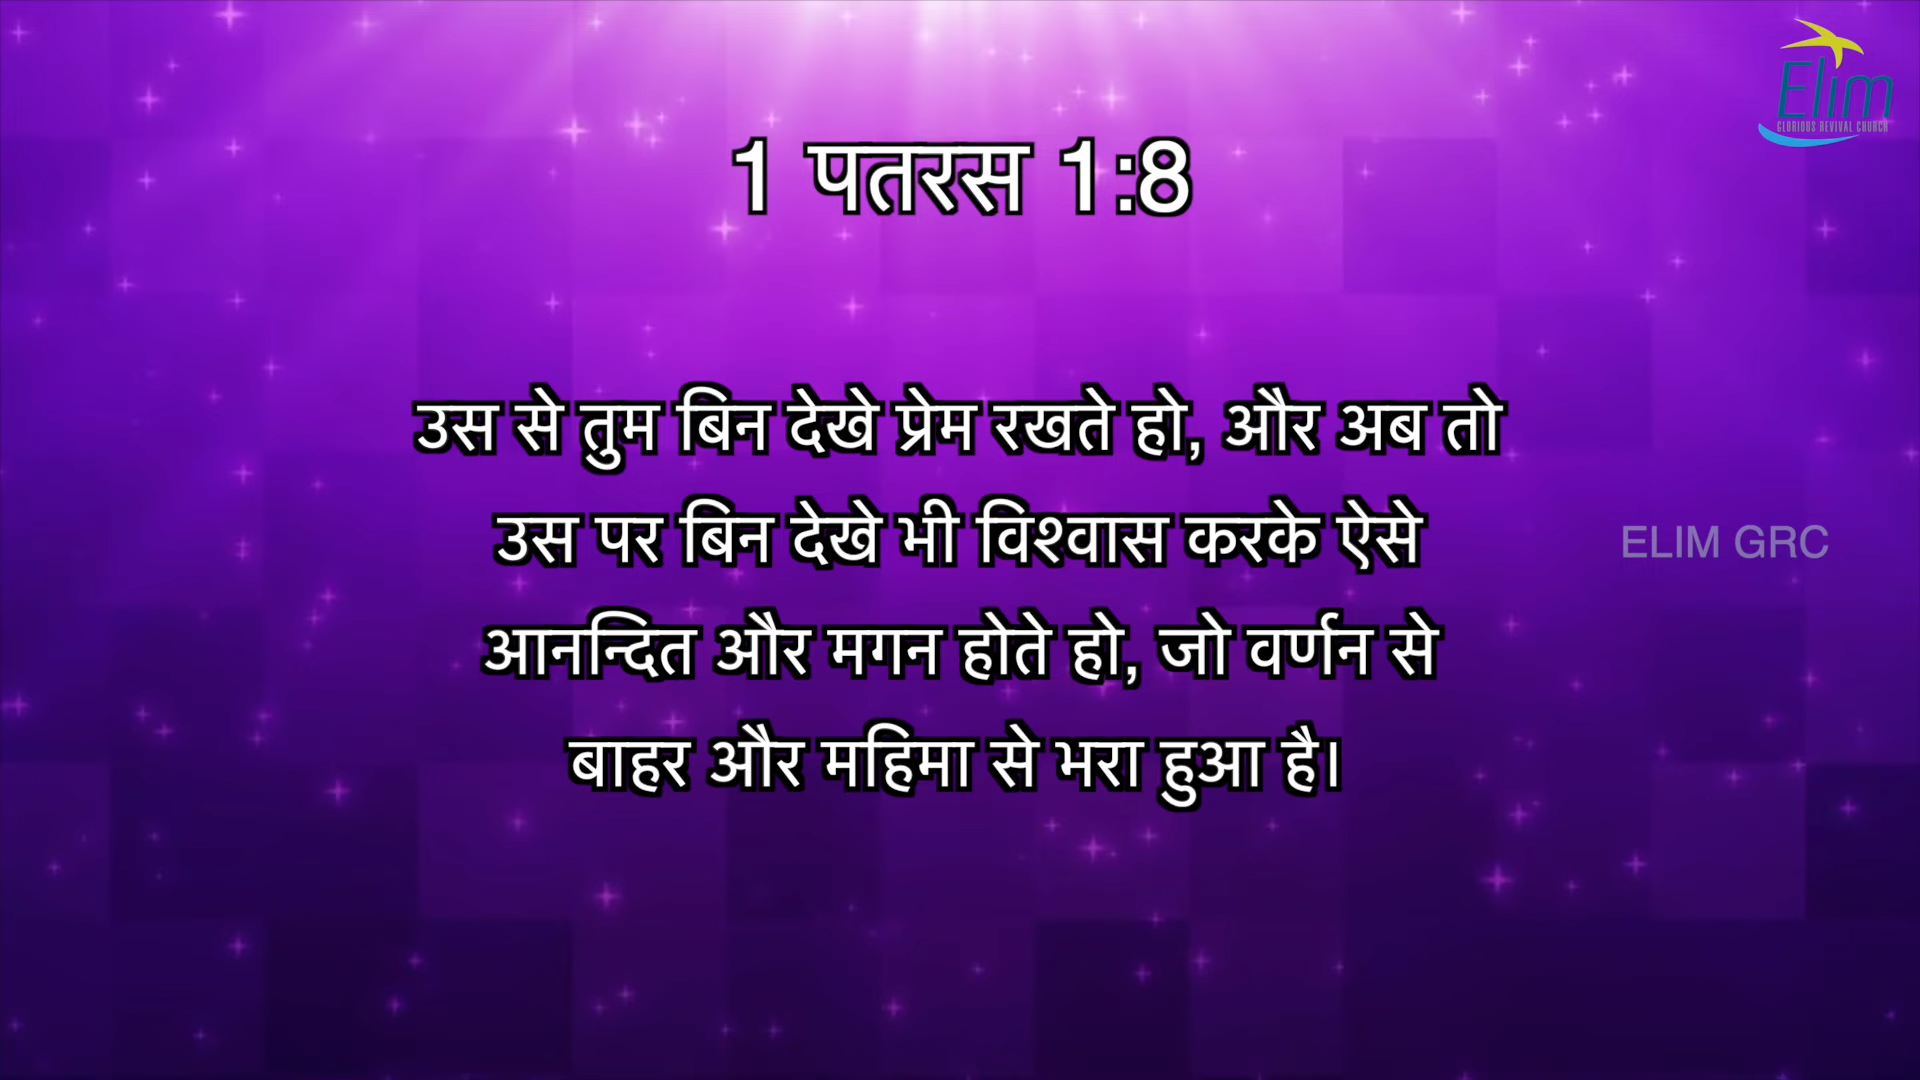 Elim
GLORIOUS REVIVAL CHURCH
1 पतरस 1:8
उस से तुम बिन देखे प्रेम रखते हो, और अब तो
उस पर बिन देखे भी विश्वास करके ऐसे
ELIM GRC
आनन्दित और मगन होते हो, जो वर्णन से
बाहर और महिमा से भरा हुआ है।